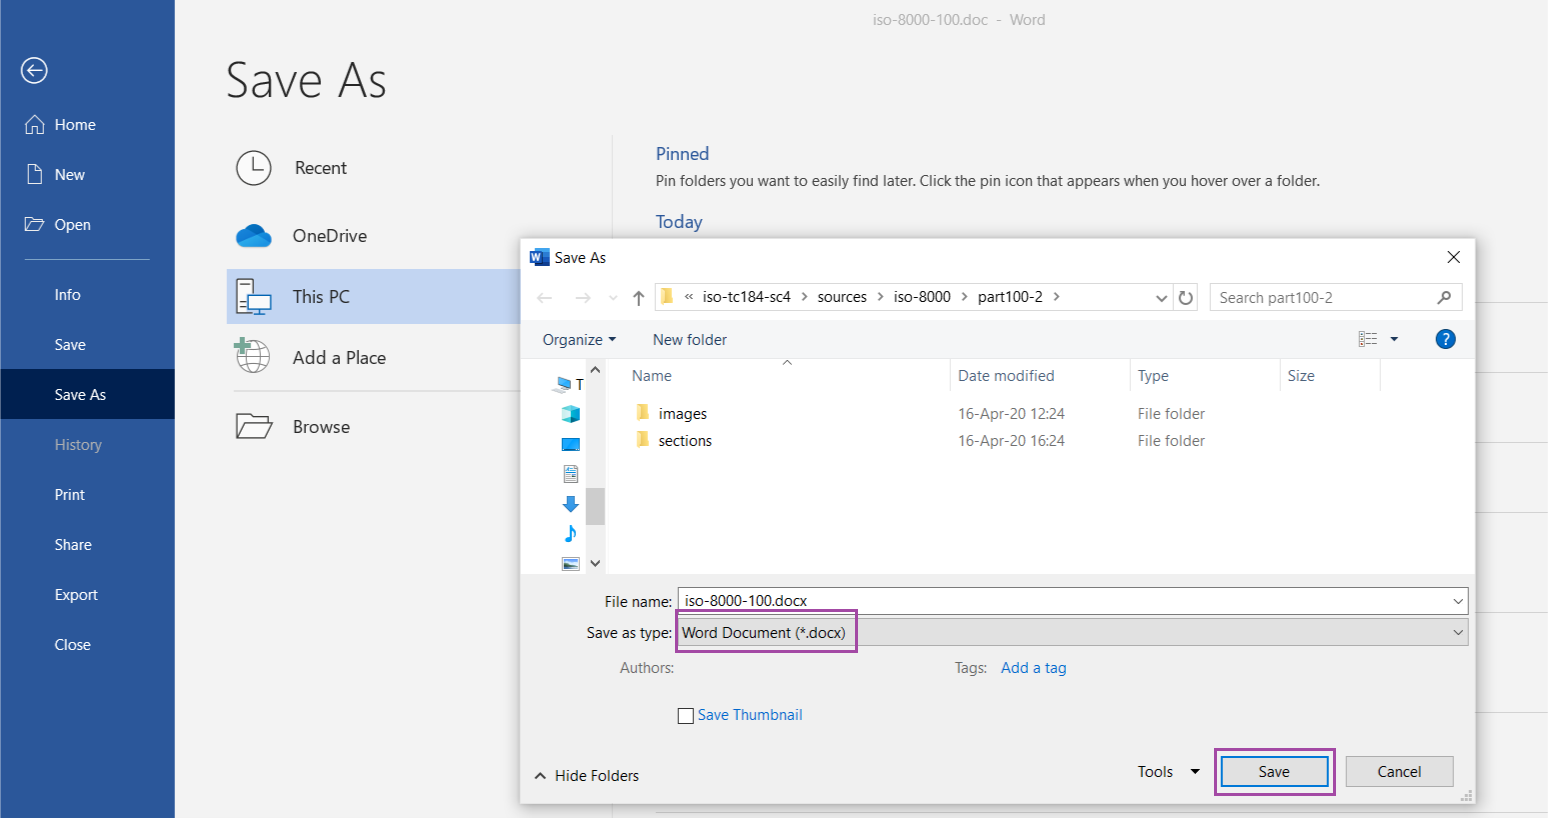 iso-8000-100.doc - Word
Save As
Home
New
Open
Info
Save
Save As
History
Print
Share
Export
Close
Recent
OneDrive
This PC
Add a Place
Browse
Pinned
Pin folders you want to easily find later. Click the pin icon that appears when you hover over a folder.
Today
W Save As
« iso-tc184-sc4 > sources > iso-8000 > part100-2 >
Search part100-2
Organize
New folder
?
T
Name Date modified Type Size
images 16-Apr-20 12:24 File folder
sections 16-Apr-20 16:24 File folder
File name: iso-8000-100.docx
Save as type: Word Document (*.docx)
Authors:
Tags: Add a tag
Save Thumbnail
Hide Folders
Tools
Save
Cancel